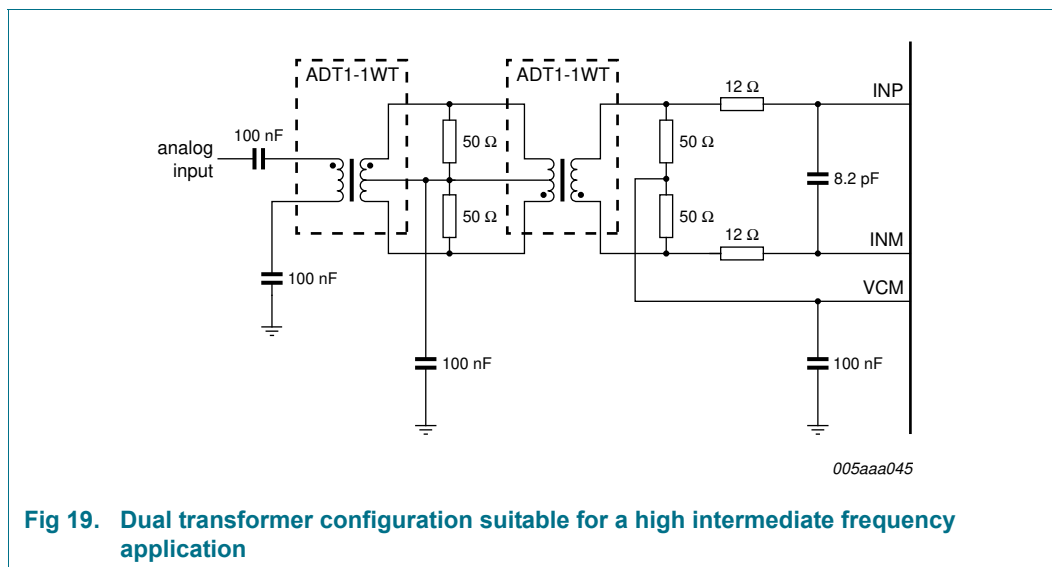 ADT1-1WT
ADT1-1WT
12 Ω
INP
100 nF
analog
input
50 Ω
50 Ω
8.2 pF
50 Ω
50 Ω
12 Ω
INM
100 nF
VCM
100 nF
100 nF
005aaa045
Fig 19. Dual transformer configuration suitable for a high intermediate frequency
application